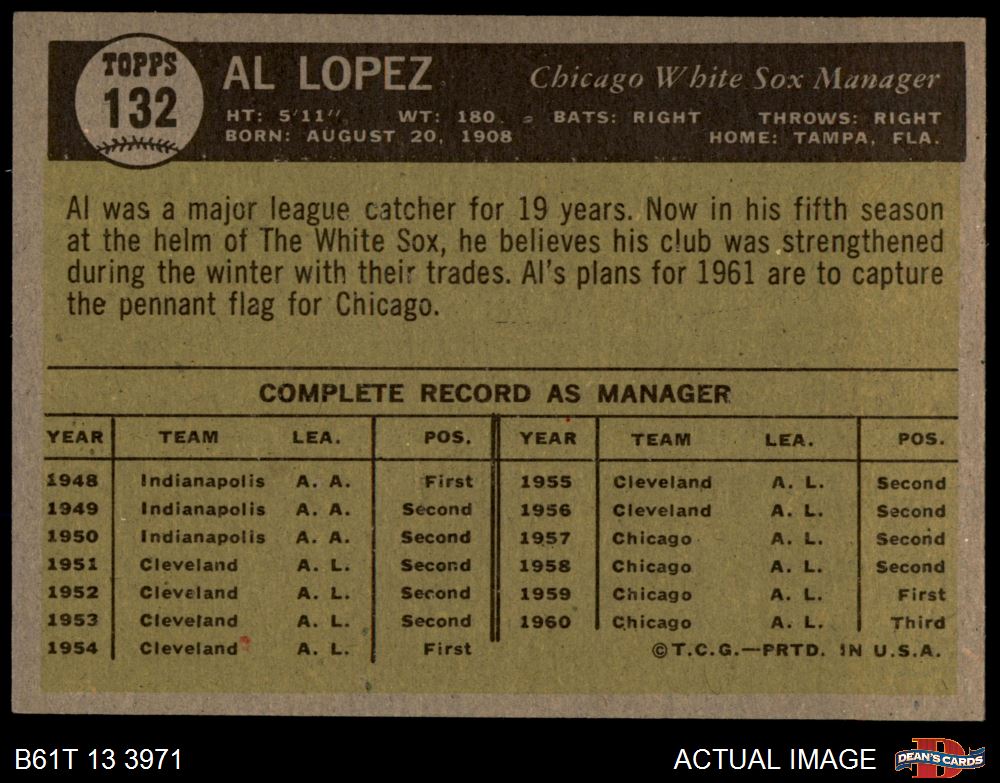 TOPPS
132
AL LOPEZ Chicago White Sox Manager
HT: 5'11" WT: 180 BATS: RIGHT THROWS: RIGHT
BORN: AUGUST 20, 1908 HOME: TAMPA, FLA.
Al was a major league catcher for 19 years. Now in his fifth season
at the helm of The White Sox, he believes his club was strengthened
during the winter with their trades. Al's plans for 1961 are to capture
the pennant flag for Chicago.
COMPLETE RECORD AS MANAGER
YEAR TEAM LEA. POS. YEAR TEAM LEA. POS.
1948 Indianapolis A. A. First 1955 Cleveland A. L. Second
1949 Indianapolis A. A. Second 1956 Cleveland A. L. Second
1950 Indianapolis A. A. Second 1957 Chicago A. L. Second
1951 Cleveland A. L. Second 1958 Chicago A. L. Second
1952 Cleveland A. L. Second 1959 Chicago A. L. First
1953 Cleveland A. L. Second 1960 Chicago A. L. Third
1954 Cleveland A. L. First ©T.C.G.—PRTD. IN U.S.A.
B61T 13 3971 ACTUAL IMAGE D DEAN'S CARDS